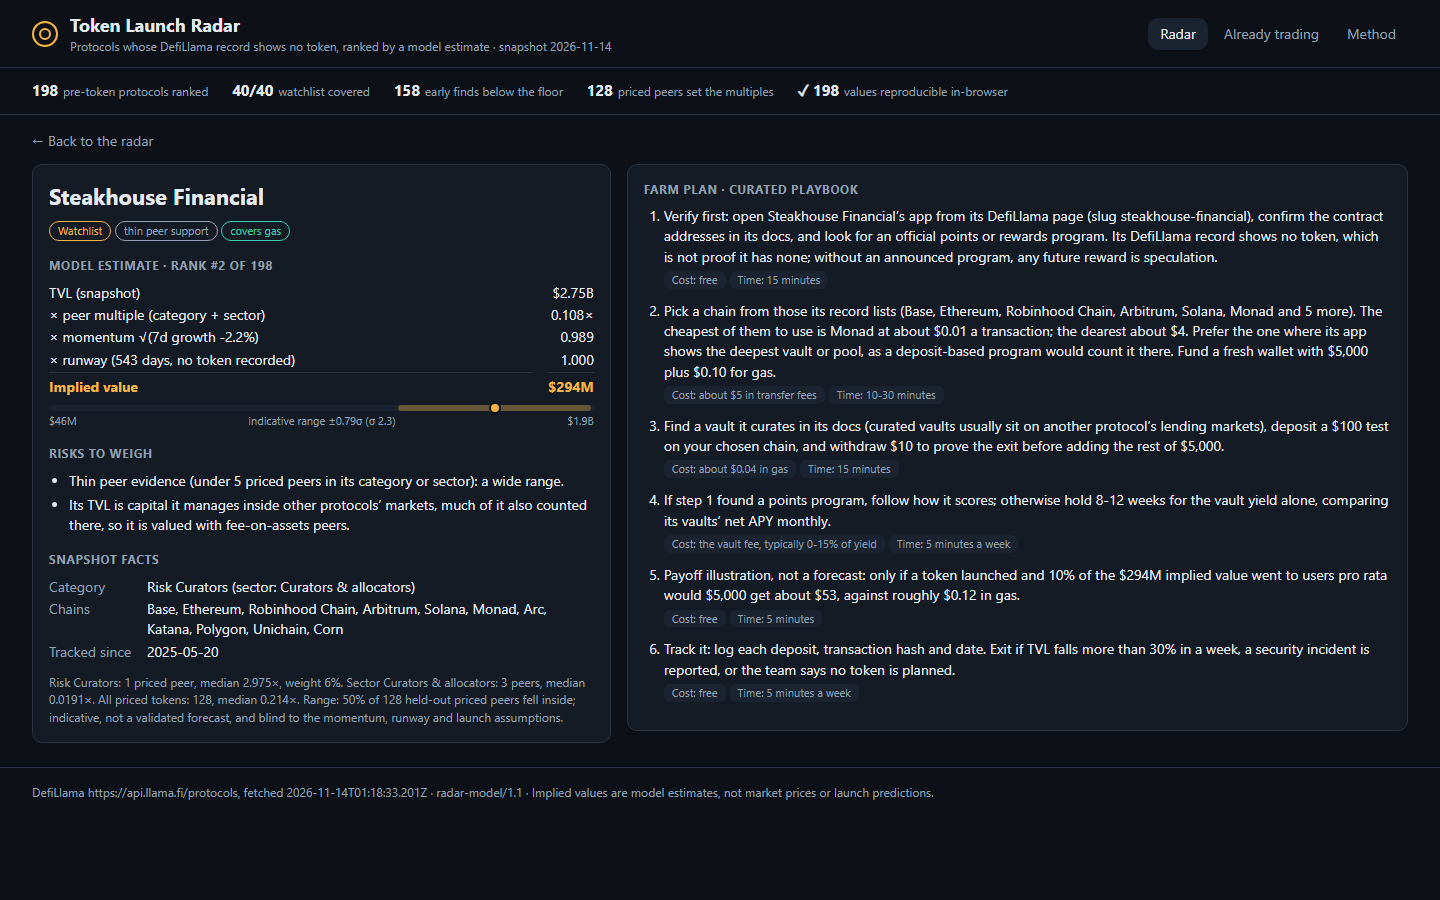 Token Launch Radar
Protocols whose DefiLlama record shows no token, ranked by a model estimate · snapshot 2026-11-14
Radar
Already trading
Method
198 pre-token protocols ranked
40/40 watchlist covered
158 early finds below the floor
128 priced peers set the multiples
✓ 198 values reproducible in-browser
← Back to the radar
Steakhouse Financial
Watchlist
thin peer support
covers gas
MODEL ESTIMATE · RANK #2 OF 198
TVL (snapshot) $2.75B
× peer multiple (category + sector) 0.108×
× momentum √(7d growth -2.2%) 0.989
× runway (543 days, no token recorded) 1.000
Implied value $294M
$46M indicative range ±0.79σ (σ 2.3) $1.9B
RISKS TO WEIGH
• Thin peer evidence (under 5 priced peers in its category or sector): a wide range.
• Its TVL is capital it manages inside other protocols’ markets, much of it also counted
there, so it is valued with fee-on-assets peers.
SNAPSHOT FACTS
Category Risk Curators (sector: Curators & allocators)
Chains Base, Ethereum, Robinhood Chain, Arbitrum, Solana, Monad, Arc,
Katana, Polygon, Unichain, Corn
Tracked since 2025-05-20
Risk Curators: 1 priced peer, median 2.975×, weight 6%. Sector Curators & allocators: 3 peers, median
0.0191×. All priced tokens: 128, median 0.214×. Range: 50% of 128 held-out priced peers fell inside;
indicative, not a validated forecast, and blind to the momentum, runway and launch assumptions.
FARM PLAN · CURATED PLAYBOOK
1. Verify first: open Steakhouse Financial’s app from its DefiLlama page (slug steakhouse-financial), confirm the contract
addresses in its docs, and look for an official points or rewards program. Its DefiLlama record shows no token, which
is not proof it has none; without an announced program, any future reward is speculation.
Cost: free
Time: 15 minutes
2. Pick a chain from those its record lists (Base, Ethereum, Robinhood Chain, Arbitrum, Solana, Monad and 5 more). The
cheapest of them to use is Monad at about $0.01 a transaction; the dearest about $4. Prefer the one where its app
shows the deepest vault or pool, as a deposit-based program would count it there. Fund a fresh wallet with $5,000
plus $0.10 for gas.
Cost: about $5 in transfer fees
Time: 10-30 minutes
3. Find a vault it curates in its docs (curated vaults usually sit on another protocol’s lending markets), deposit a $100 test
on your chosen chain, and withdraw $10 to prove the exit before adding the rest of $5,000.
Cost: about $0.04 in gas
Time: 15 minutes
4. If step 1 found a points program, follow how it scores; otherwise hold 8-12 weeks for the vault yield alone, comparing
its vaults’ net APY monthly.
Cost: the vault fee, typically 0-15% of yield
Time: 5 minutes a week
5. Payoff illustration, not a forecast: only if a token launched and 10% of the $294M implied value went to users pro rata
would $5,000 get about $53, against roughly $0.12 in gas.
Cost: free
Time: 5 minutes
6. Track it: log each deposit, transaction hash and date. Exit if TVL falls more than 30% in a week, a security incident is
reported, or the team says no token is planned.
Cost: free
Time: 5 minutes a week
DefiLlama https://api.llama.fi/protocols, fetched 2026-11-14T01:18:33.201Z · radar-model/1.1 · Implied values are model estimates, not market prices or launch predictions.